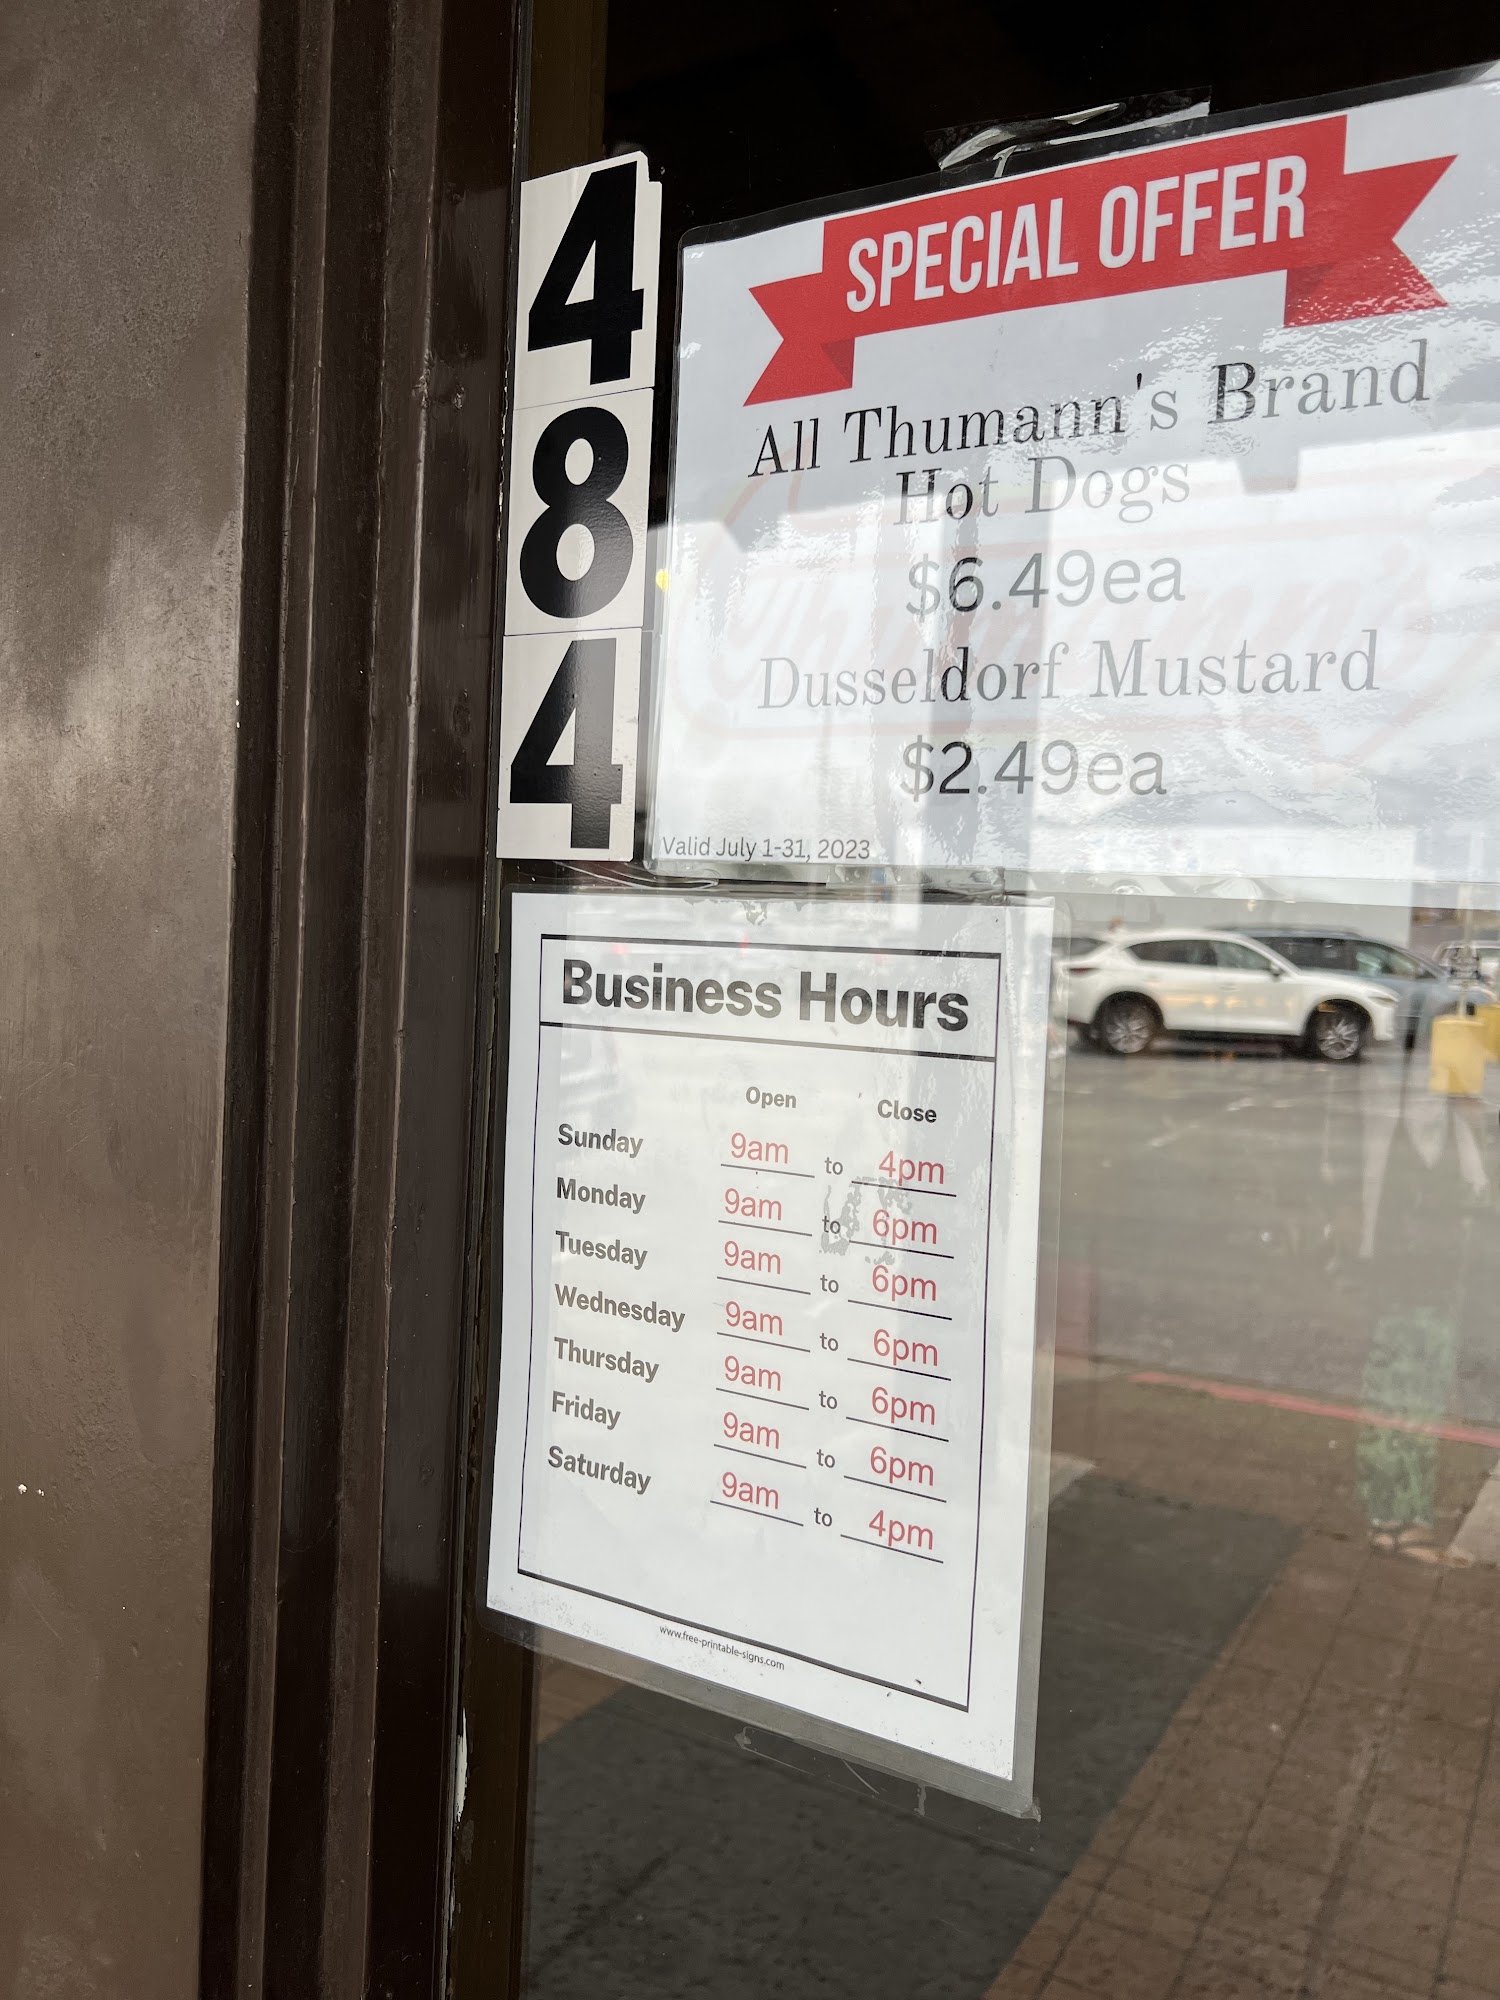 484
SPECIAL OFFER
All Thumann's Brand
Hot Dogs
$6.49ea
Dusseldorf Mustard
$2.49ea
Valid July 1-31, 2023
Business Hours
Open Close
Sunday 9am to 4pm
Monday 9am to 6pm
Tuesday 9am to 6pm
Wednesday 9am to 6pm
Thursday 9am to 6pm
Friday 9am to 6pm
Saturday 9am to 4pm
www.free-printable-signs.com